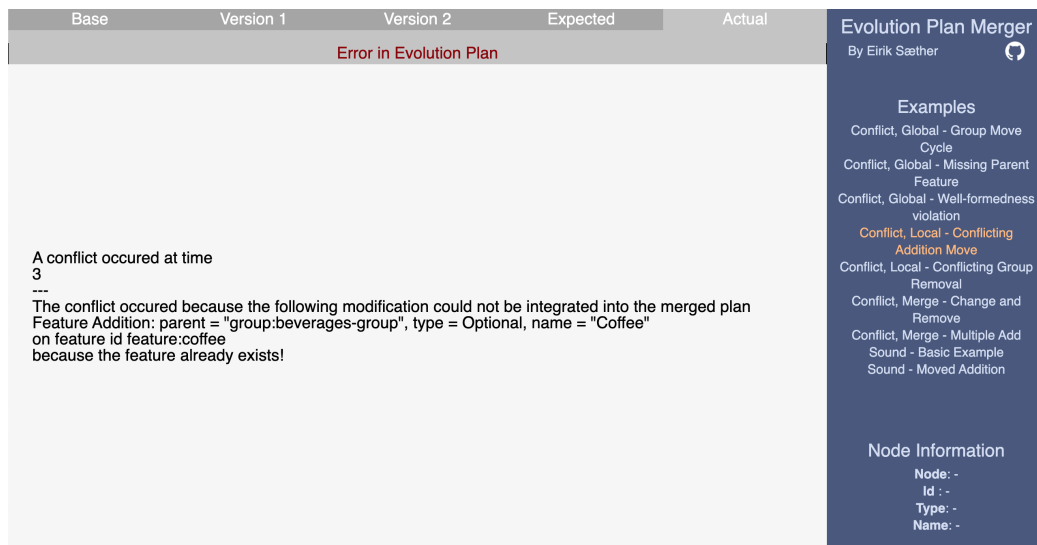 Base Version 1 Version 2 Expected Actual
Error in Evolution Plan
A conflict occured at time
3
---
The conflict occured because the following modification could not be integrated into the merged plan
Feature Addition: parent = "group:beverages-group", type = Optional, name = "Coffee"
on feature id feature:coffee
because the feature already exists!
Evolution Plan Merger
By Eirik Sæther
Examples
Conflict, Global - Group Move
Cycle
Conflict, Global - Missing Parent
Feature
Conflict, Global - Well-formedness
violation
Conflict, Local - Conflicting
Addition Move
Conflict, Local - Conflicting Group
Removal
Conflict, Merge - Change and
Remove
Conflict, Merge - Multiple Add
Sound - Basic Example
Sound - Moved Addition
Node Information
Node: -
Id : -
Type: -
Name: -